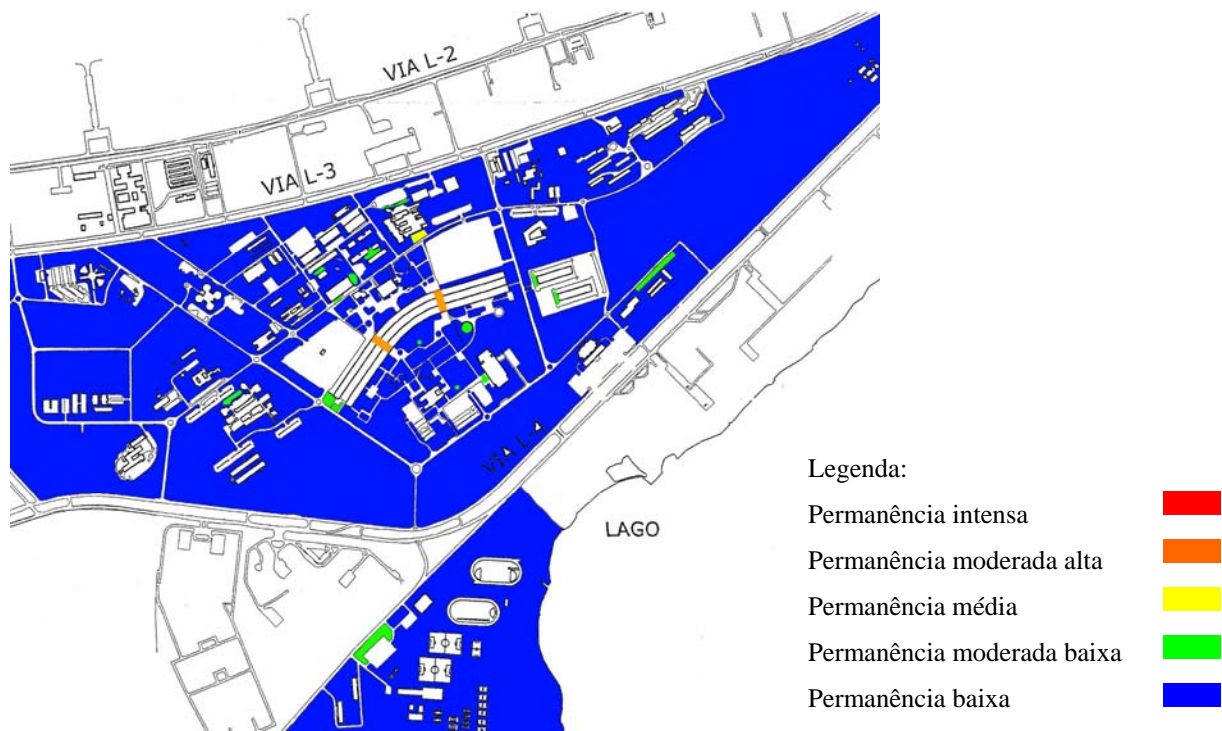 VIA L-2
VIA L-3
VIA L-4
LAGO
Legenda:
Permanência intensa
Permanência moderada alta
Permanência média
Permanência moderada baixa
Permanência baixa